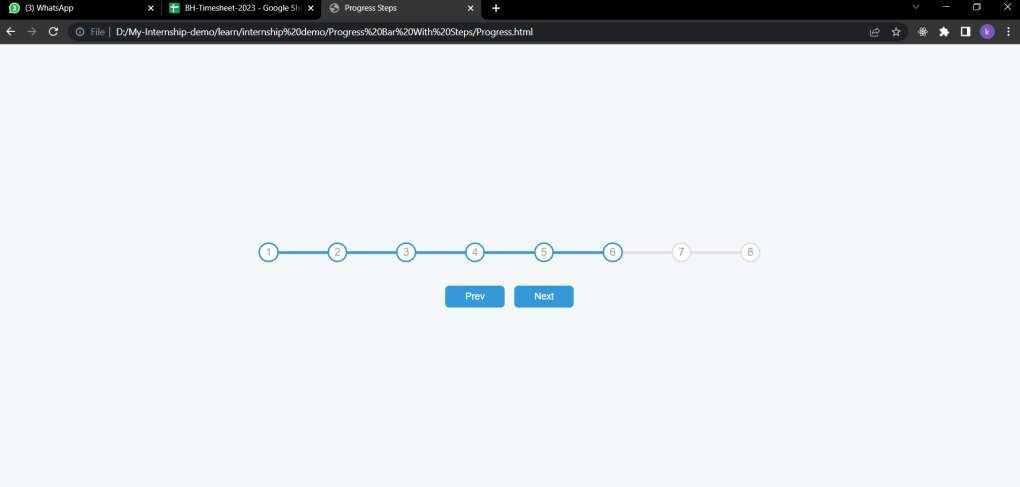 (3) WhatsApp
BH-Timesheet-2023 - Google Sh
Progress Steps
File
D:/My-Internship-demo/learn/internship%20demo/Progress%20Bar%20With%20Steps/Progress.html
k
1 2 3 4 5 6 7 8
Prev Next